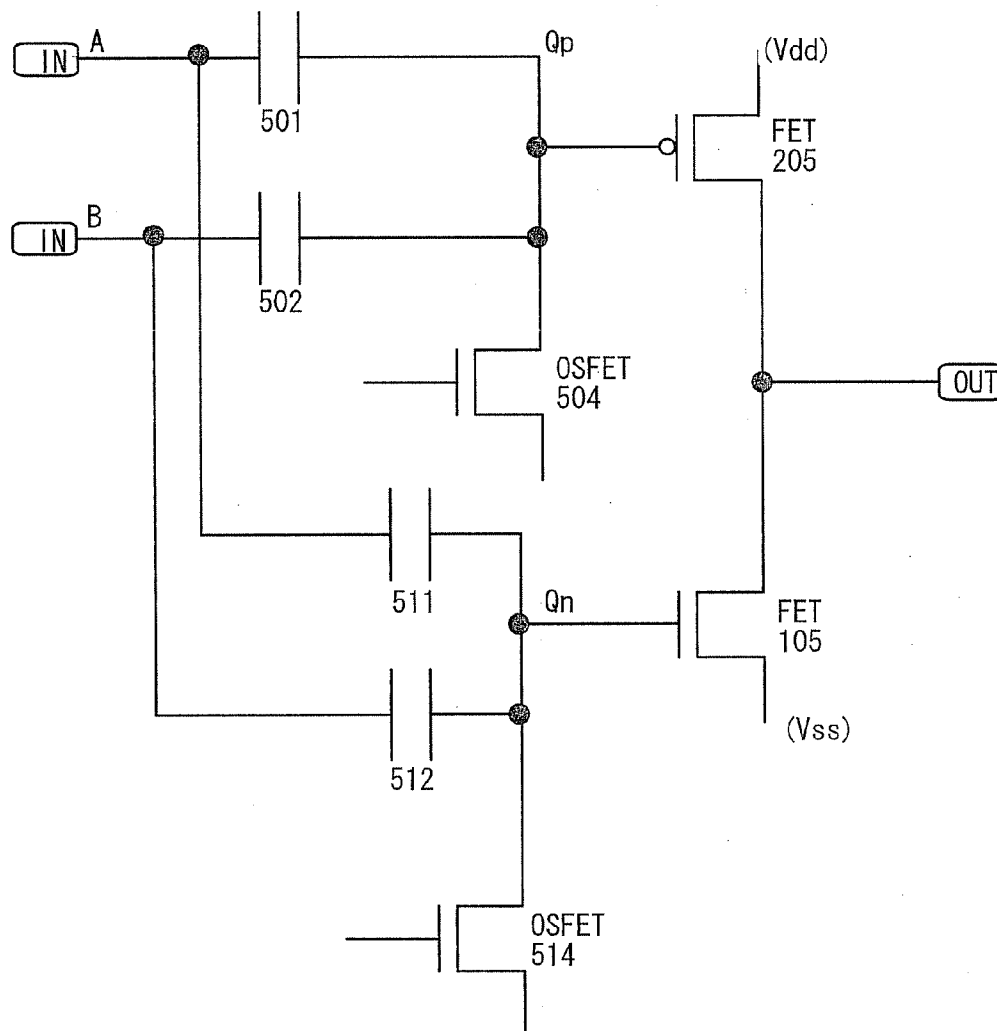 A
IN
501
Qp
(Vdd)
FET
205
B
IN
502
OSFET
504
OUT
511
Qn
FET
105
512
(Vss)
OSFET
514